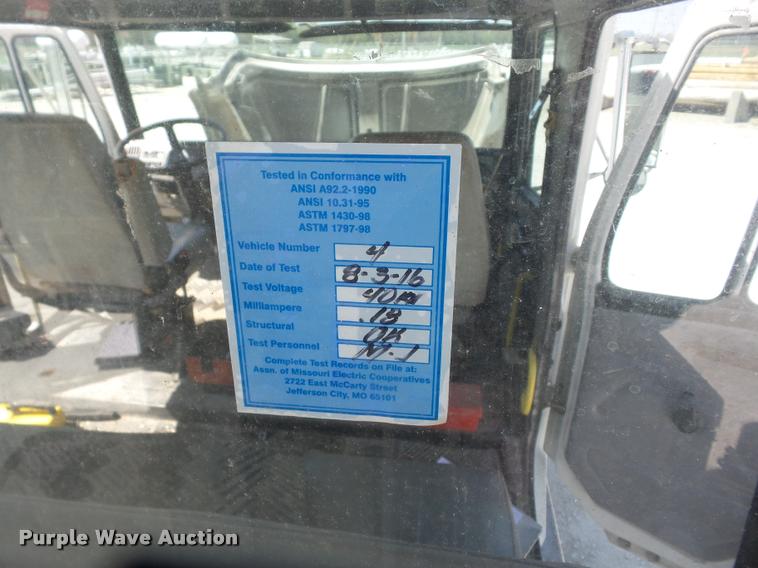 Tested in Conformance with
ANSI A92.2-1990
ANSI 10.31-95
ASTM 1430-98
ASTM 1797-98
Vehicle Number 4
Date of Test 8-3-16
Test Voltage 40KV
Milliampere .18
Structural OK
Test Personnel M-1
Complete Test Records on File at:
Assn. of Missouri Electric Cooperatives
2722 East McCarty Street
Jefferson City, MO 65101
Purple Wave Auction